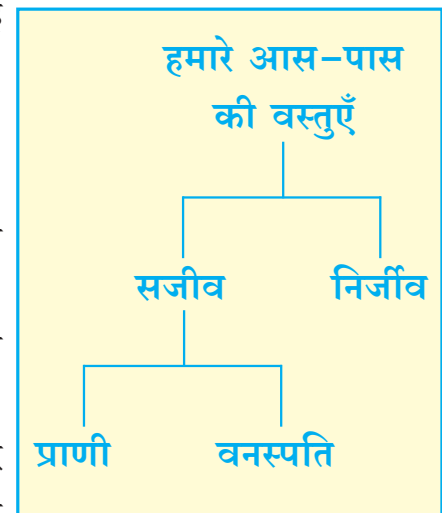 हमारे आस-पास
की वस्तुएँ
सजीव निर्जीव
प्राणी वनस्पति